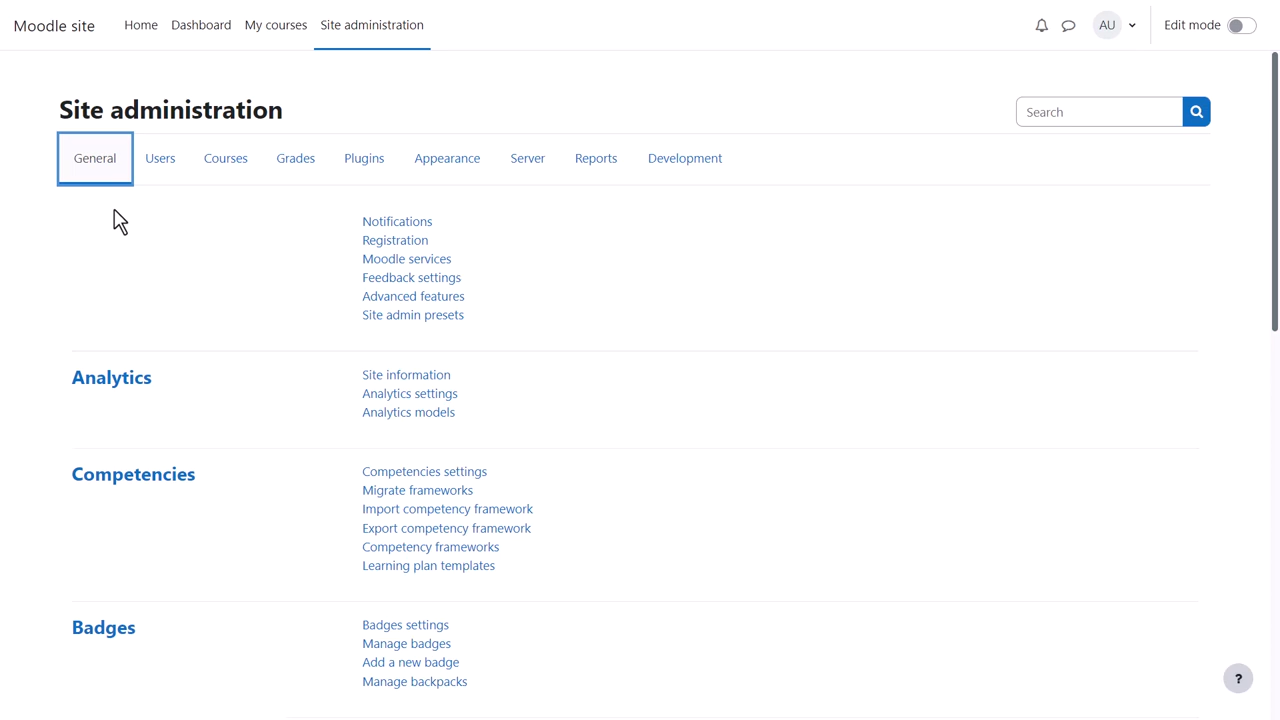 Moodle site Home Dashboard My courses Site administration AU Edit mode
Site administration
Search
General Users Courses Grades Plugins Appearance Server Reports Development
Notifications
Registration
Moodle services
Feedback settings
Advanced features
Site admin presets
Analytics
Site information
Analytics settings
Analytics models
Competencies
Competencies settings
Migrate frameworks
Import competency framework
Export competency framework
Competency frameworks
Learning plan templates
Badges
Badges settings
Manage badges
Add a new badge
Manage backpacks
?